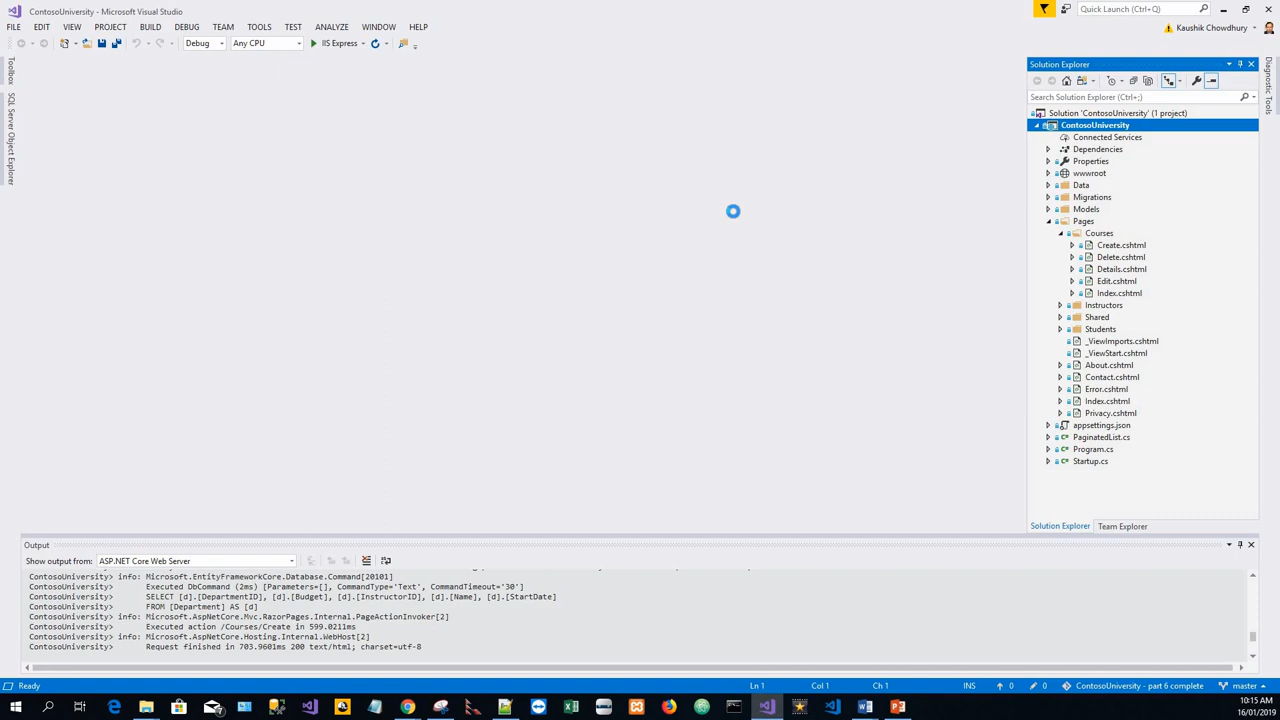 ContosoUniversity - Microsoft Visual Studio
Quick Launch (Ctrl+Q)
FILE EDIT VIEW PROJECT BUILD DEBUG TEAM TOOLS TEST ANALYZE WINDOW HELP
Kaushik Chowdhury
Debug Any CPU IIS Express
Toolbox
SQL Server Object Explorer
Solution Explorer
Search Solution Explorer (Ctrl+;)
Solution 'ContosoUniversity' (1 project)
ContosoUniversity
Connected Services
Dependencies
Properties
wwwroot
Data
Migrations
Models
Pages
Courses
Create.cshtml
Delete.cshtml
Details.cshtml
Edit.cshtml
Index.cshtml
Instructors
Shared
Students
_ViewImports.cshtml
_ViewStart.cshtml
About.cshtml
Contact.cshtml
Error.cshtml
Index.cshtml
Privacy.cshtml
appsettings.json
PaginatedList.cs
Program.cs
Startup.cs
Solution Explorer Team Explorer
Diagnostic Tools
Output
Show output from: ASP.NET Core Web Server
ContosoUniversity> info: Microsoft.EntityFrameworkCore.Database.Command[20101]
ContosoUniversity> Executed DbCommand (2ms) [Parameters=[], CommandType='Text', CommandTimeout='30']
ContosoUniversity> SELECT [d].[DepartmentID], [d].[Budget], [d].[InstructorID], [d].[Name], [d].[StartDate]
ContosoUniversity> FROM [Department] AS [d]
ContosoUniversity> info: Microsoft.AspNetCore.Mvc.RazorPages.Internal.PageActionInvoker[2]
ContosoUniversity> Executed action /Courses/Create in 599.0211ms
ContosoUniversity> info: Microsoft.AspNetCore.Hosting.Internal.WebHost[2]
ContosoUniversity> Request finished in 703.9601ms 200 text/html; charset=utf-8
Ready Ln 1 Col 1 Ch 1 INS 0 0 ContosoUniversity - part 6 complete master
10:15 AM
16/01/2019